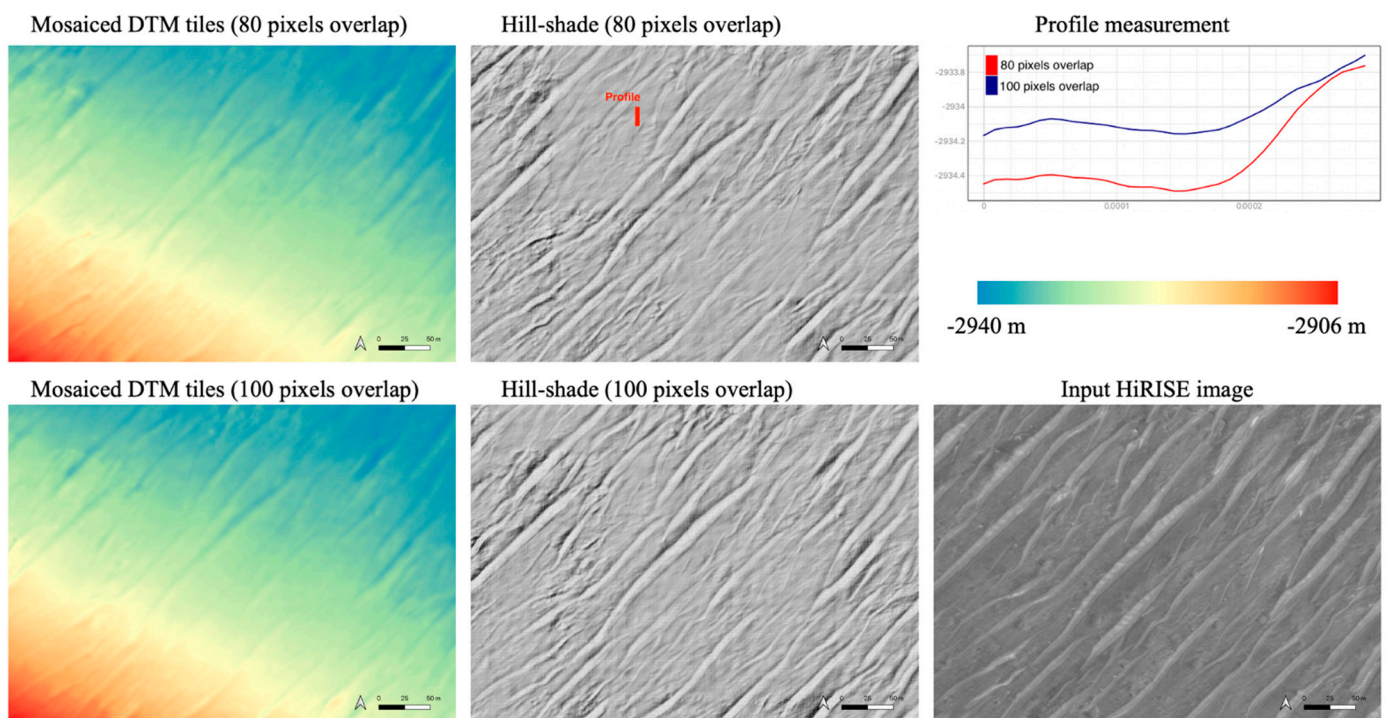 Mosaiced DTM tiles (80 pixels overlap)
Hill-shade (80 pixels overlap)
Profile measurement
Profile
80 pixels overlap
100 pixels overlap
-2933.8
-2934
-2934.2
-2934.4
0
0.0001
0.0002
-2940 m
-2906 m
0 25 50 m
0 25 50 m
Mosaiced DTM tiles (100 pixels overlap)
Hill-shade (100 pixels overlap)
Input HiRISE image
0 25 50 m
0 25 50 m
0 25 50 m